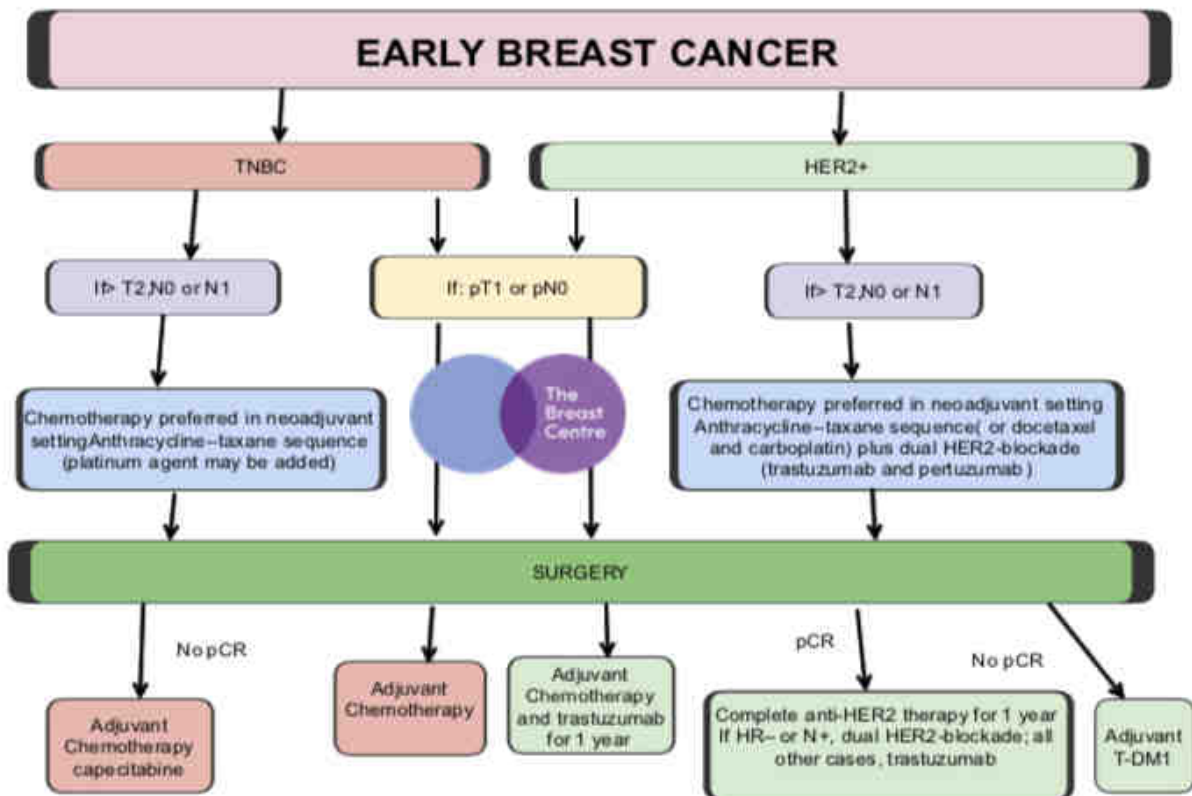 EARLY BREAST CANCER
TNBC
HER2+
If> T2,N0 or N1
If: pT1 or pN0
If> T2,N0 or N1
Chemotherapy preferred in neoadjuvant
settingAnthracycline–taxane sequence
(platinum agent may be added)
The
Breast
Centre
Chemotherapy preferred in neoadjuvant setting
Anthracycline–taxane sequence( or docetaxel
and carboplatin) plus dual HER2-blockade
(trastuzumab and pertuzumab )
SURGERY
No pCR
pCR
No pCR
Adjuvant
Chemotherapy
capecitabine
Adjuvant
Chemotherapy
Adjuvant
Chemotherapy
and trastuzumab
for 1 year
Complete anti-HER2 therapy for 1 year
If HR– or N+, dual HER2-blockade; all
other cases, trastuzumab
Adjuvant
T-DM1